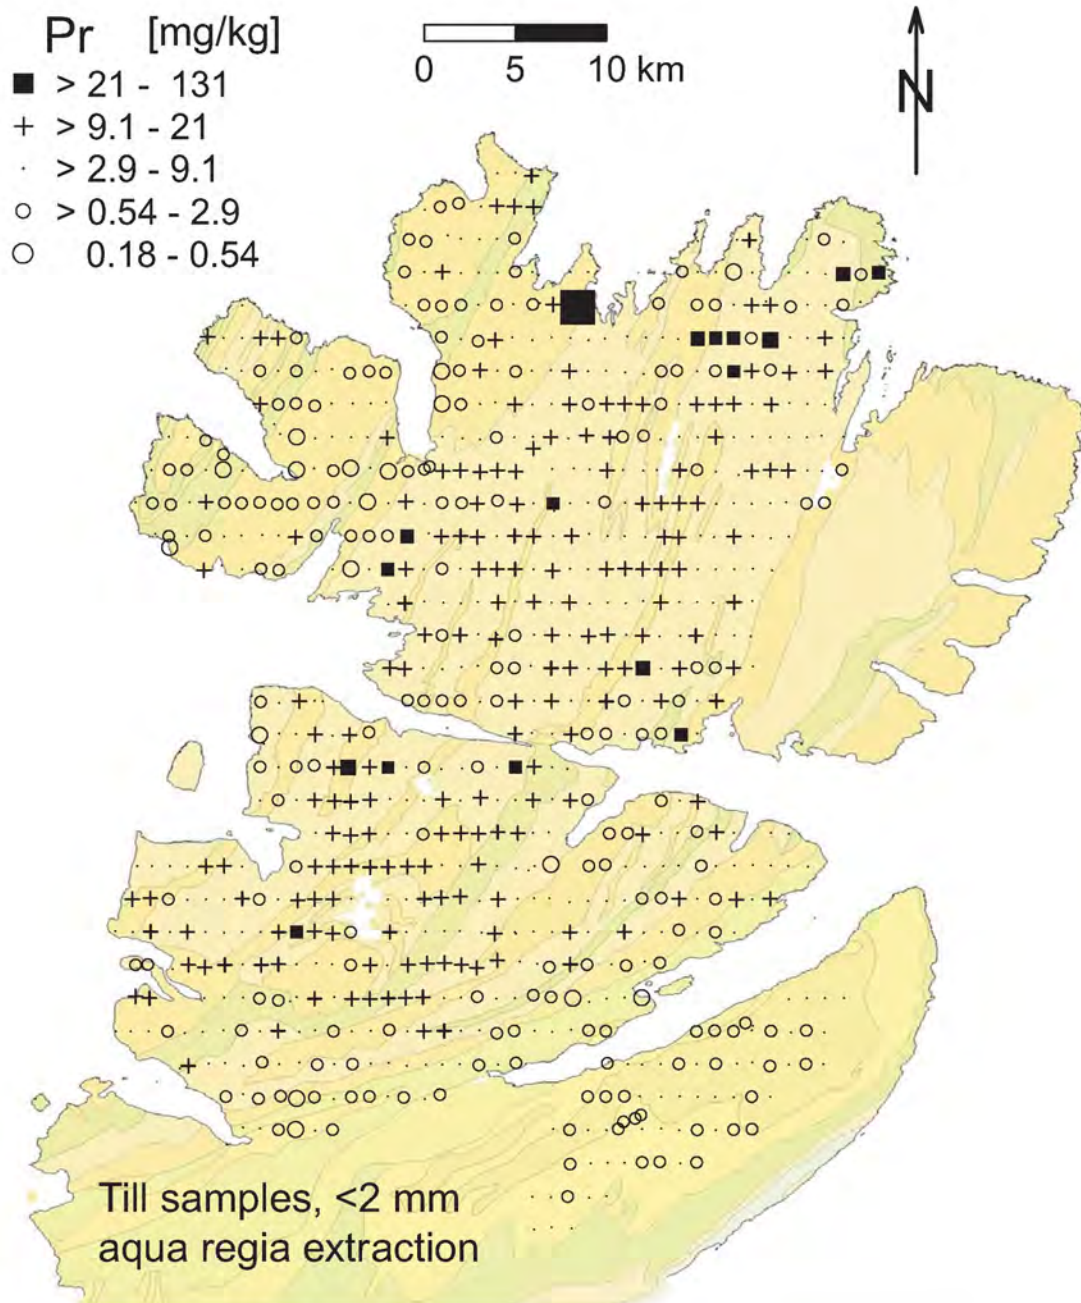 Pr [mg/kg]
> 21 - 131
> 9.1 - 21
> 2.9 - 9.1
> 0.54 - 2.9
0.18 - 0.54
0 5 10 km
N
Till samples, <2 mm
aqua regia extraction